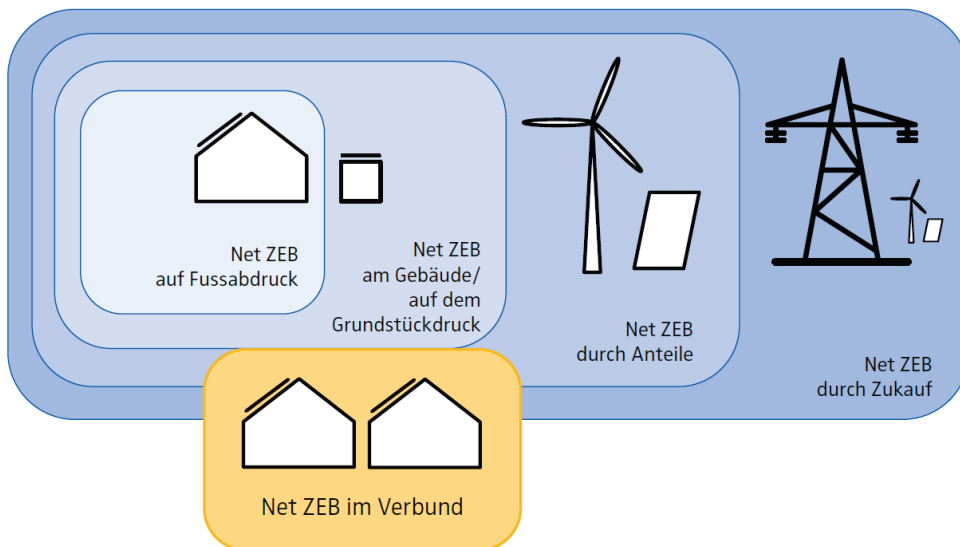 Net ZEB
auf Fussabdruck
Net ZEB
am Gebäude/
auf dem
Grundstückdruck
Net ZEB
durch Anteile
Net ZEB
durch Zukauf
Net ZEB im Verbund